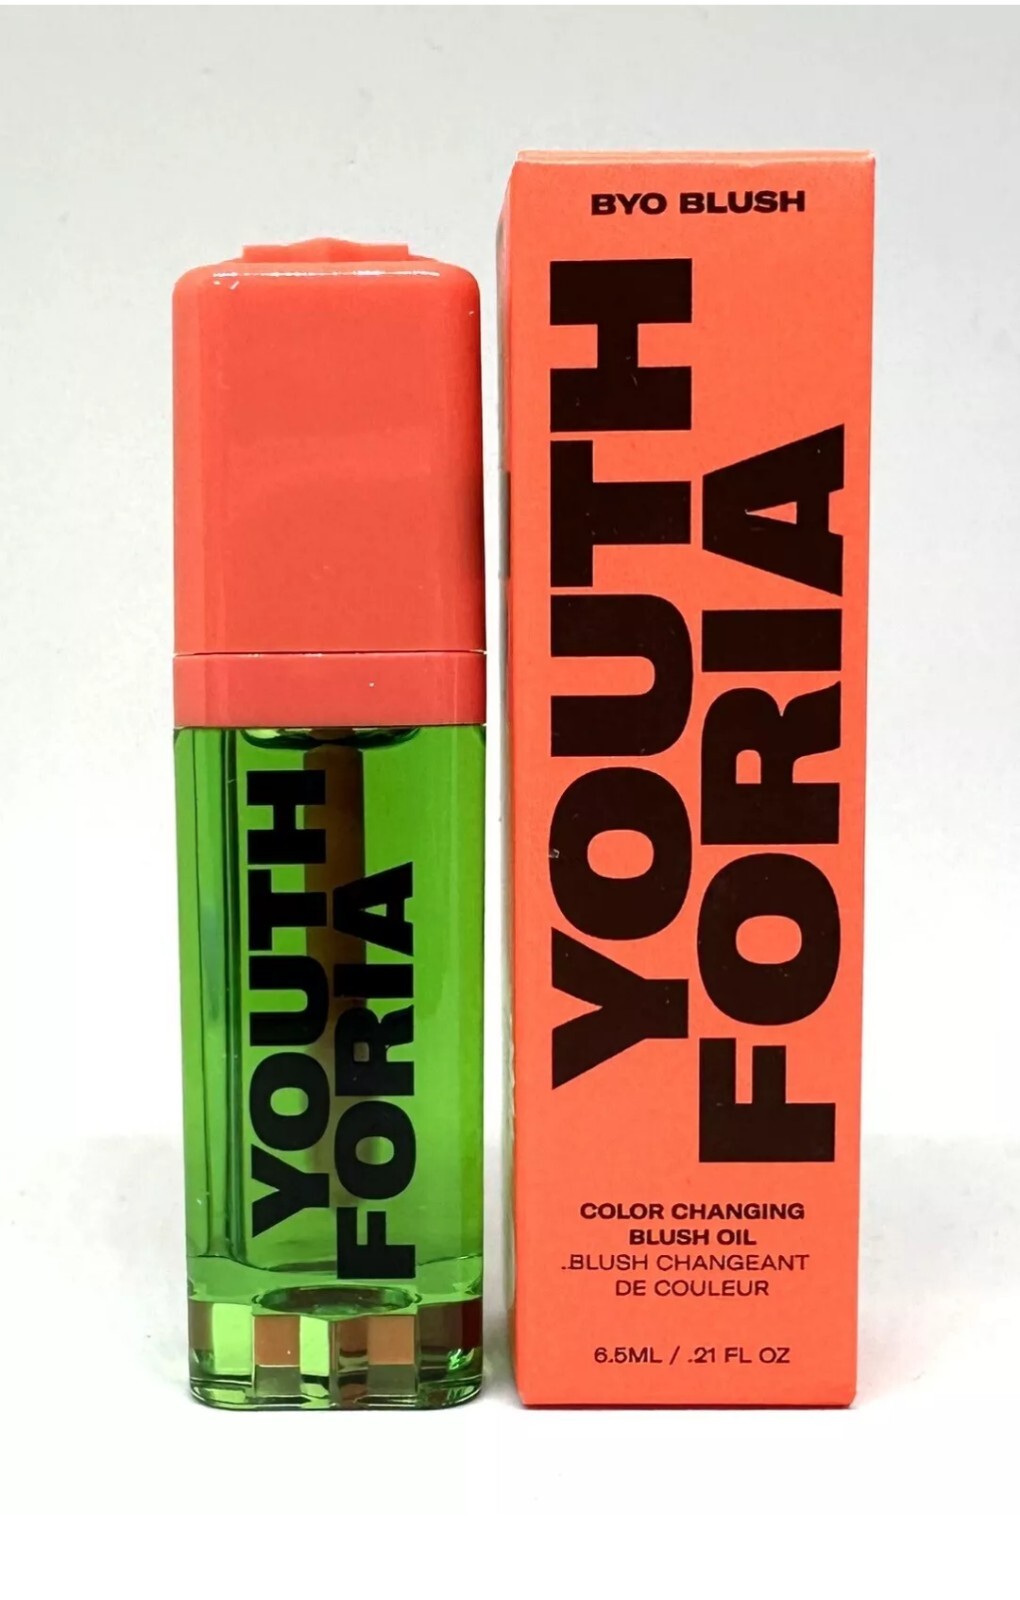 YOUTH
FORIA
BYO BLUSH
YOUTH
FORIA
COLOR CHANGING
BLUSH OIL
BLUSH CHANGEANT
DE COULEUR
6.5ML / .21 FL OZ